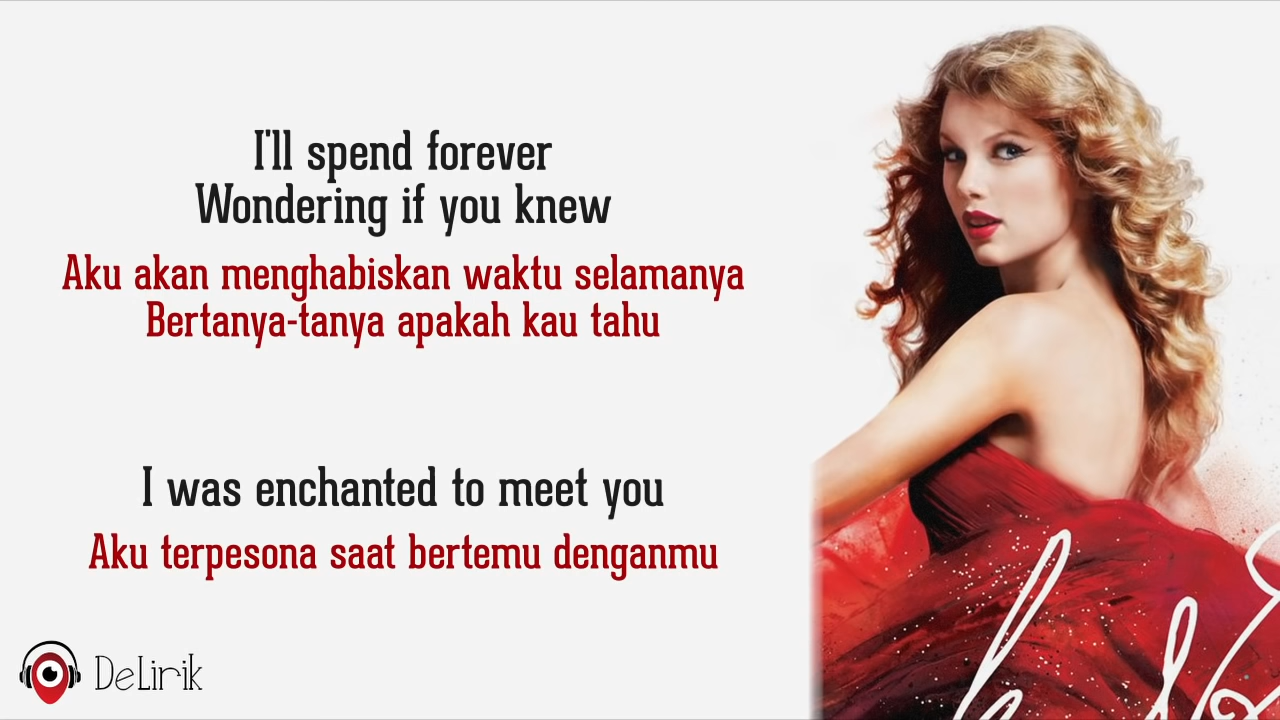 I'll spend forever
Wondering if you knew
Aku akan menghabiskan waktu selamanya
Bertanya-tanya apakah kau tahu
I was enchanted to meet you
Aku terpesona saat bertemu denganmu
DeLirik